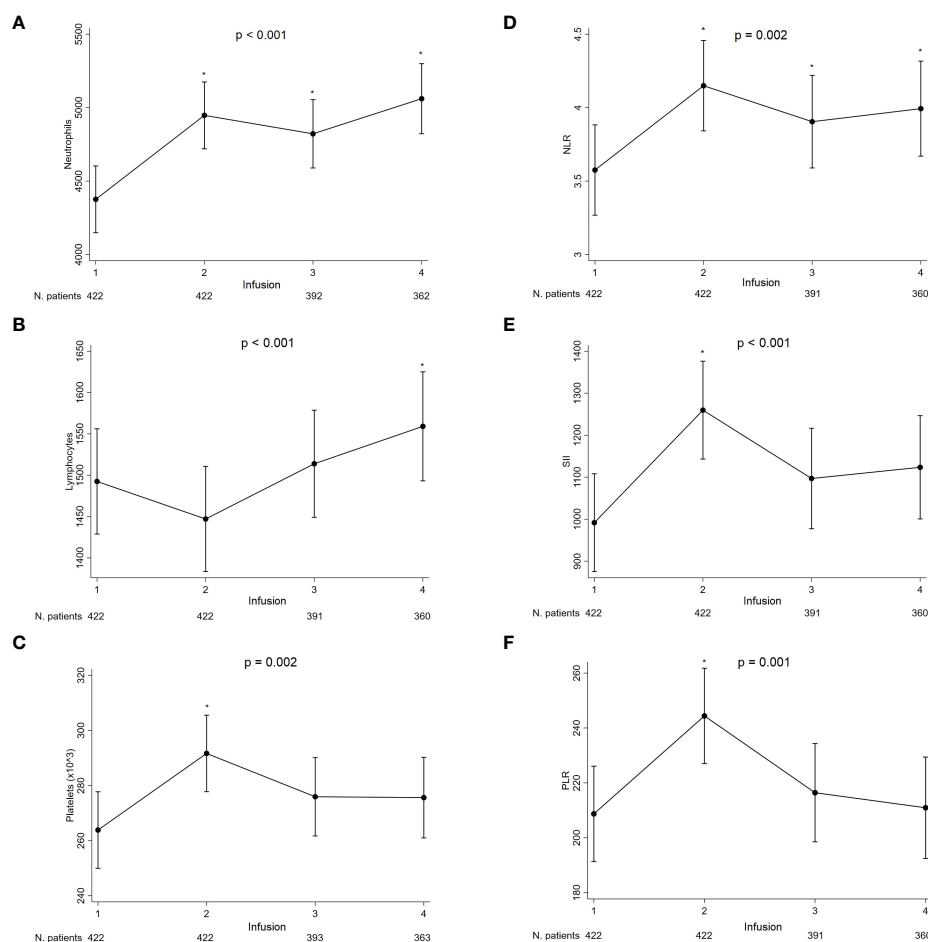 A
p < 0.001
5500
5000
4500
4000
Neutrophils
*
*
*
1 2 3 4
Infusion
N. patients 422 422 392 362
B
p < 0.001
1650
1600
1550
1500
1450
1400
Lymphocytes
*
1 2 3 4
Infusion
N. patients 422 422 391 360
C
p = 0.002
320
300
280
260
240
Platelets (x10^3)
*
1 2 3 4
Infusion
N. patients 422 422 393 363
D
p = 0.002
4.5
4
3.5
3
NLR
*
*
*
1 2 3 4
Infusion
N. patients 422 422 391 360
E
p < 0.001
1400
1300
1200
1100
1000
900
SII
*
1 2 3 4
Infusion
N. patients 422 422 391 360
F
p = 0.001
260
240
220
200
180
PLR
*
1 2 3 4
Infusion
N. patients 422 422 391 360